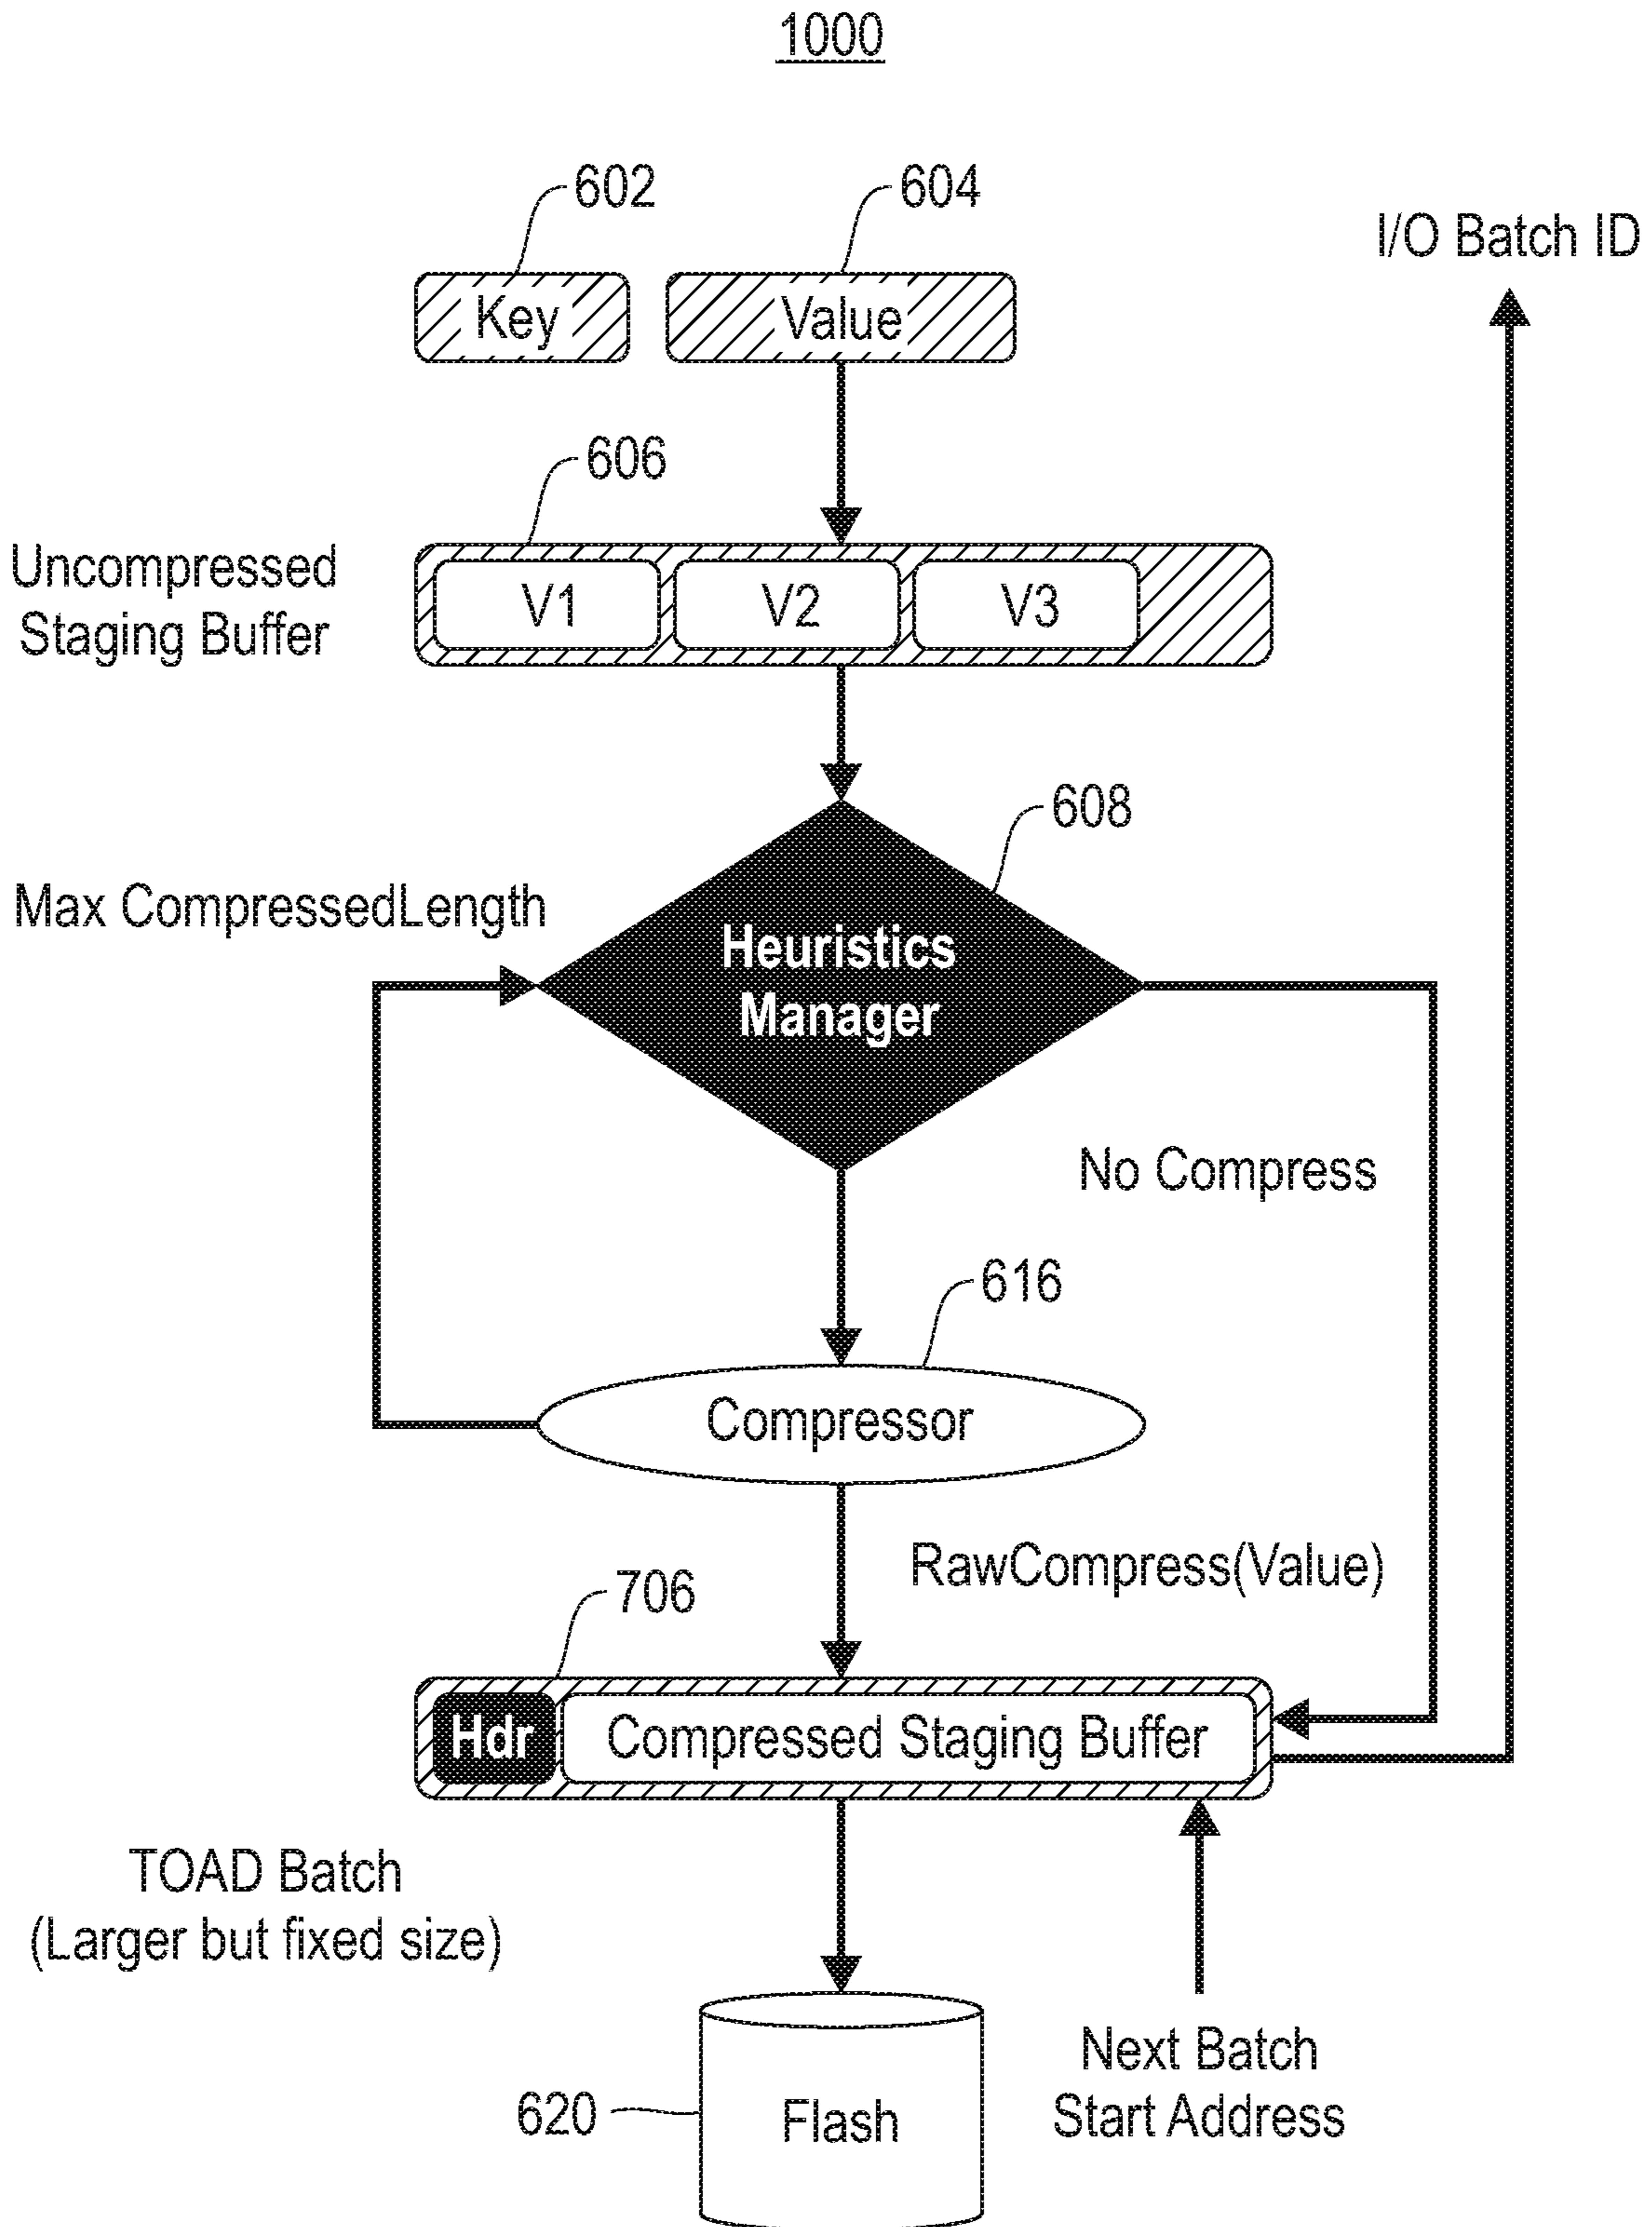 1000
602
604
I/O Batch ID
Key
Value
606
Uncompressed
Staging Buffer
V1
V2
V3
608
Max CompressedLength
Heuristics
Manager
No Compress
616
Compressor
RawCompress(Value)
706
Hdr
Compressed Staging Buffer
TOAD Batch
(Larger but fixed size)
Next Batch
Start Address
620
Flash